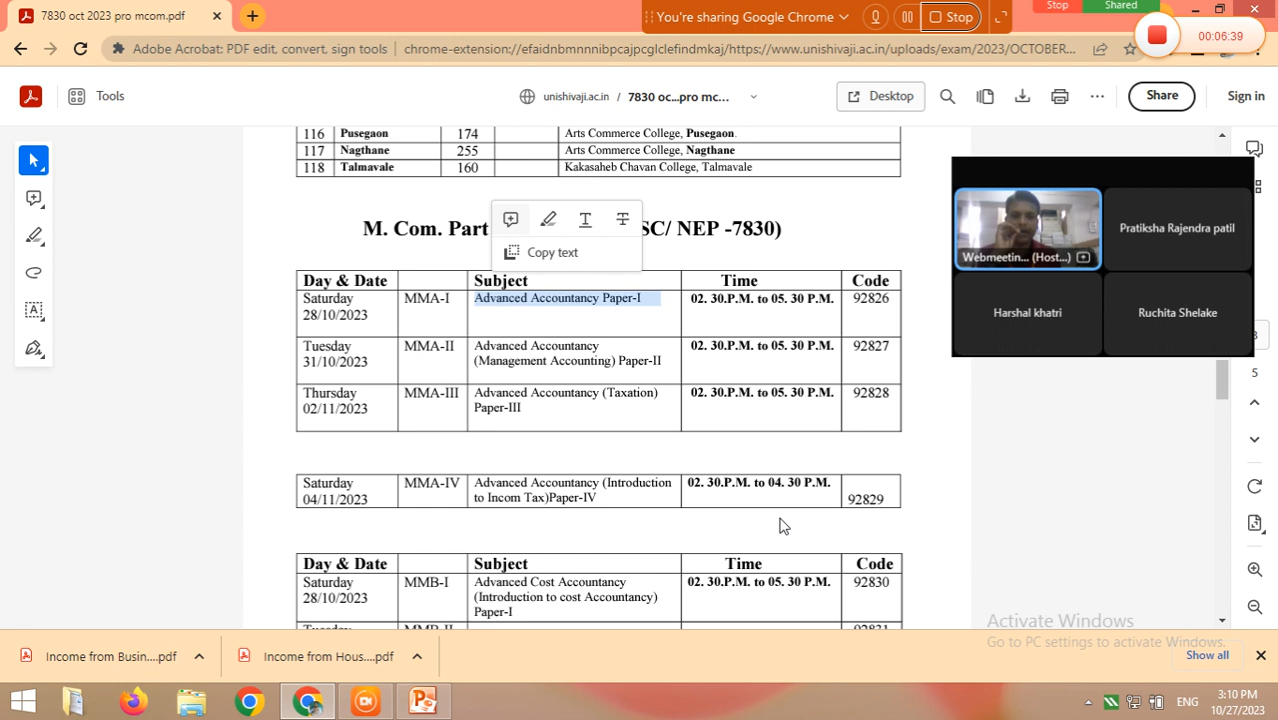 7830 oct 2023 pro mcom.pdf
You're sharing Google Chrome
Stop
Stop
Shared
00:06:39
Adobe Acrobat: PDF edit, convert, sign tools
chrome-extension://efaidnbmnnnibpcajpcglclefindmkaj/https://www.unishivaji.ac.in/uploads/exam/2023/OCTOBER...
Tools
unishivaji.ac.in / 7830 oc...pro mc...
Desktop
Share
Sign in
116 Pusegaon 174 Arts Commerce College, Pusegaon.
117 Nagthane 255 Arts Commerce College, Nagthane
118 Talmavale 160 Kakasaheb Chavan College, Talmavale
M. Com. Part SC/ NEP -7830)
Copy text
Day & Date Subject Time Code
Saturday MMA-I Advanced Accountancy Paper-I 02. 30.P.M. to 05. 30 P.M. 92826
28/10/2023
Tuesday MMA-II Advanced Accountancy 02. 30.P.M. to 05. 30 P.M. 92827
31/10/2023 (Management Accounting) Paper-II
Thursday MMA-III Advanced Accountancy (Taxation) 02. 30.P.M. to 05. 30 P.M. 92828
02/11/2023 Paper-III
Saturday MMA-IV Advanced Accountancy (Introduction 02. 30.P.M. to 04. 30 P.M.
04/11/2023 to Incom Tax)Paper-IV 92829
Day & Date Subject Time Code
Saturday MMB-I Advanced Cost Accountancy 02. 30.P.M. to 05. 30 P.M. 92830
28/10/2023 (Introduction to cost Accountancy)
Paper-I
Tuesday MMB-II 92831
Webmeetin... (Host...)
Pratiksha Rajendra patil
Harshal khatri
Ruchita Shelake
3
5
Activate Windows
Go to PC settings to activate Windows.
Income from Busin....pdf
Income from Hous....pdf
Show all
ENG
3:10 PM
10/27/2023